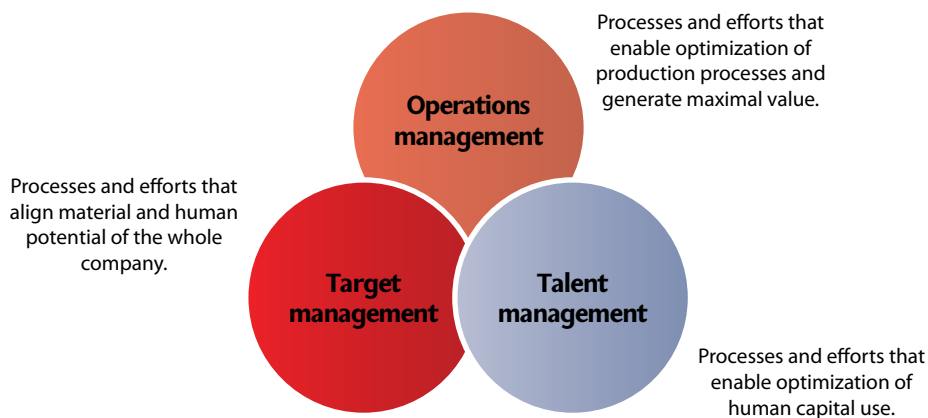 Processes and efforts that
enable optimization of
production processes and
generate maximal value.
Operations
management
Processes and efforts that
align material and human
potential of the whole
company.
Target
management
Talent
management
Processes and efforts that
enable optimization of
human capital use.